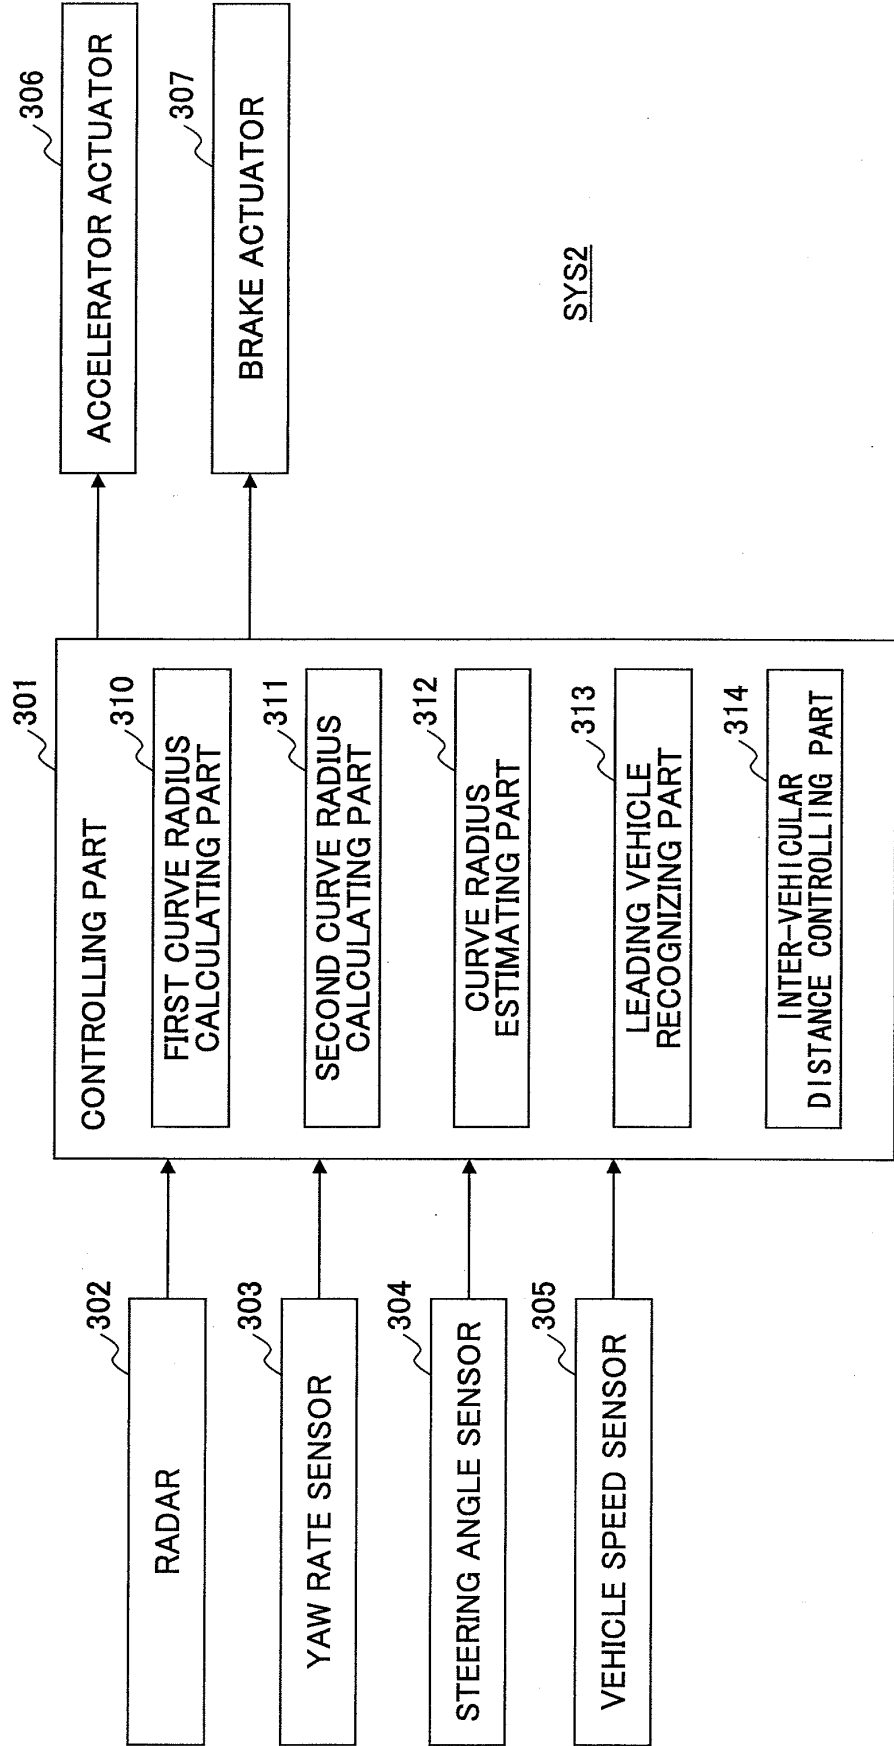 302
RADAR
303
YAW RATE SENSOR
304
STEERING ANGLE SENSOR
305
VEHICLE SPEED SENSOR
301
CONTROLLING PART
310
FIRST CURVE RADIUS
CALCULATING PART
311
SECOND CURVE RADIUS
CALCULATING PART
312
CURVE RADIUS
ESTIMATING PART
313
LEADING VEHICLE
RECOGNIZING PART
314
INTER-VEHICULAR
DISTANCE CONTROLLING PART
306
ACCELERATOR ACTUATOR
307
BRAKE ACTUATOR
SYS2